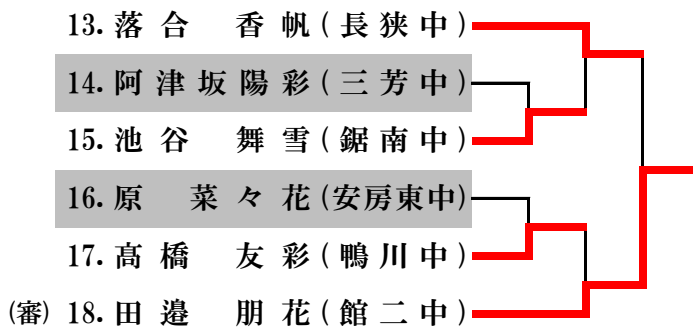 13. 落合 香帆(長狭中)
14. 阿津坂陽彩(三芳中)
15. 池谷 舞雪(鋸南中)
16. 原 菜々花(安房東中)
17. 髙橋 友彩(鴨川中)
(審) 18. 田邉 朋花(館二中)